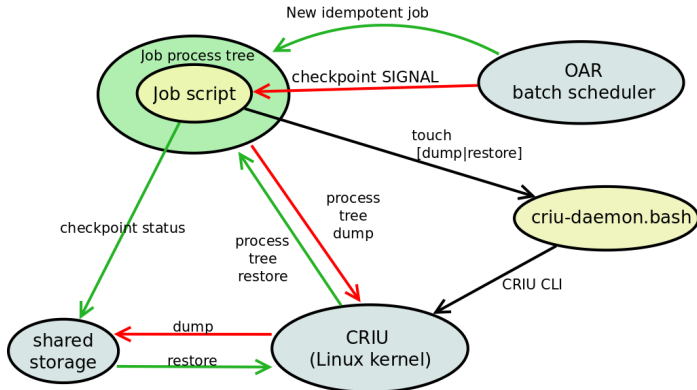 New idempotent job
Job process tree
Job script
checkpoint SIGNAL
OAR
batch scheduler
touch
[dump|restore]
process
tree
dump
criu-daemon.bash
checkpoint status
process
tree
restore
CRIU CLI
dump
shared
storage
restore
CRIU
(Linux kernel)